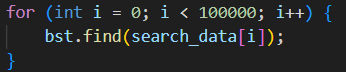 for (int i = 0; i < 100000; i++) {
    bst.find(search_data[i]);
}